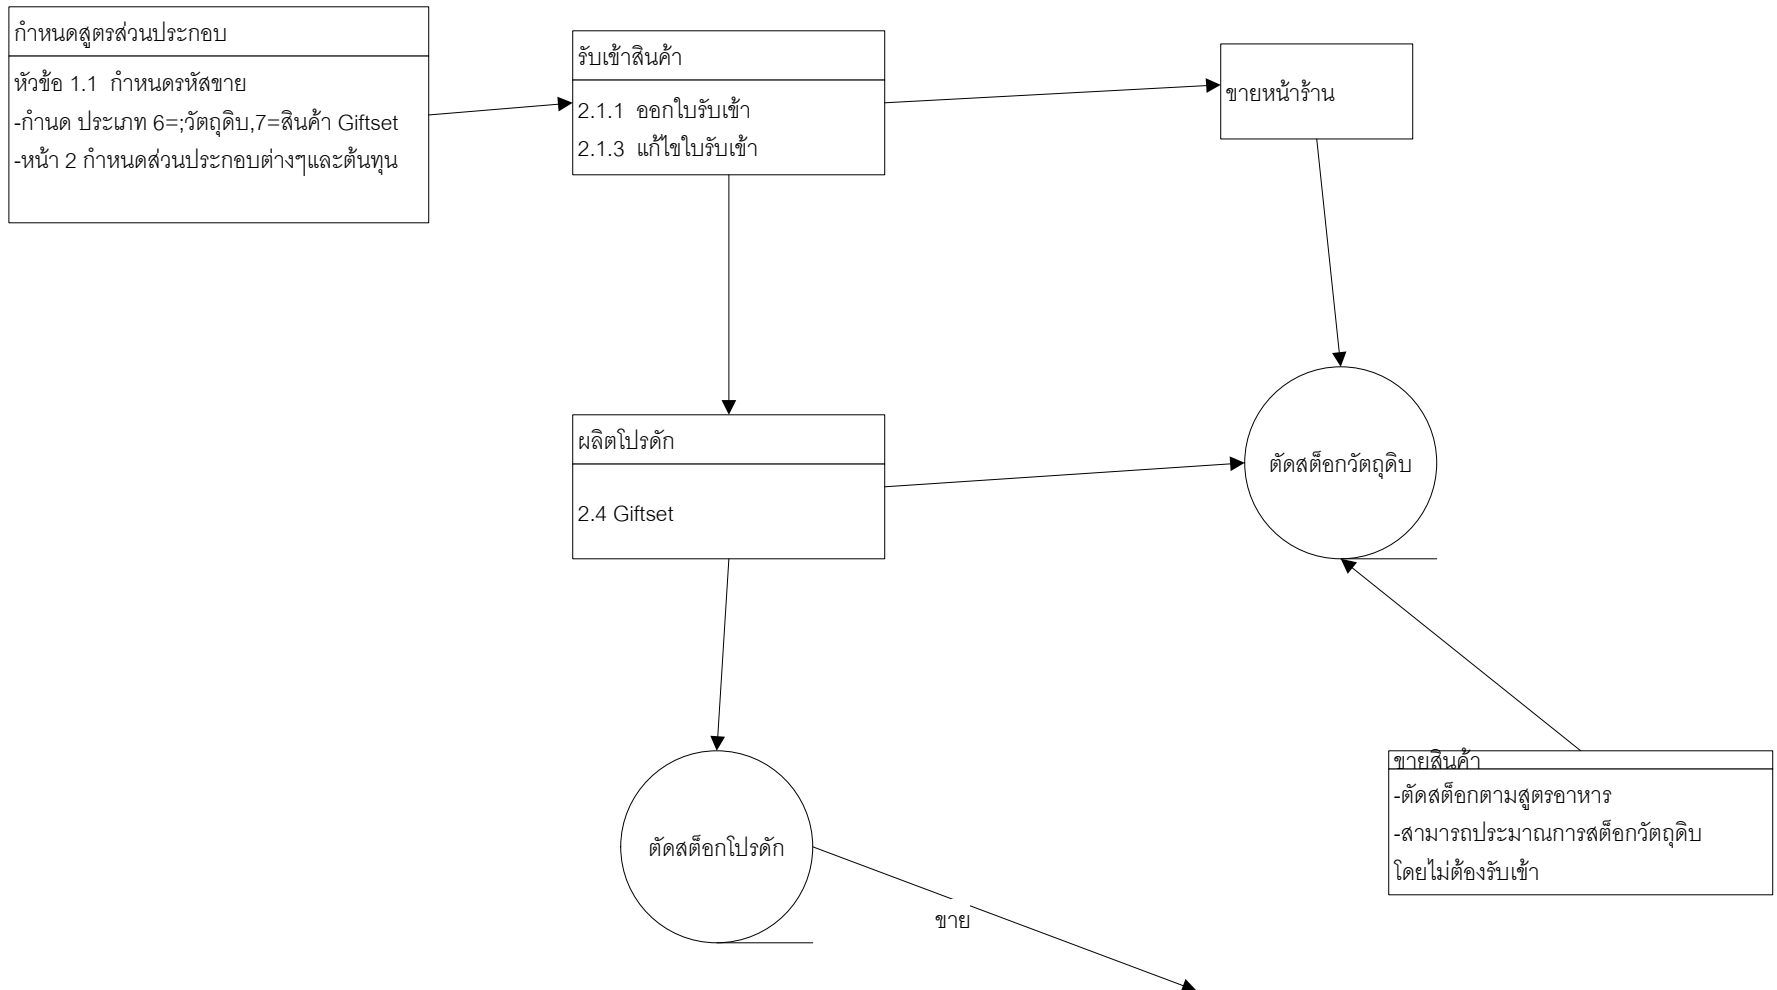 กำหนดสูตรส่วนประกอบ
หัวข้อ 1.1 กำหนดรหัสขาย
-กำนด ประเภท 6=;วัตถุดิบ,7=สินค้า Giftset
-หน้า 2 กำหนดส่วนประกอบต่างๆและต้นทุน
รับเข้าสินค้า
2.1.1 ออกใบรับเข้า
2.1.3 แก้ไขใบรับเข้า
ขายหน้าร้าน
ผลิตโปรดัก
2.4 Giftset
ตัดสต็อกวัตถุดิบ
ขายสินค้า
-ตัดสต็อกตามสูตรอาหาร
-สามารถประมาณการสต็อกวัตถุดิบ
โดยไม่ต้องรับเข้า
ตัดสต็อกโปรดัก
ขาย